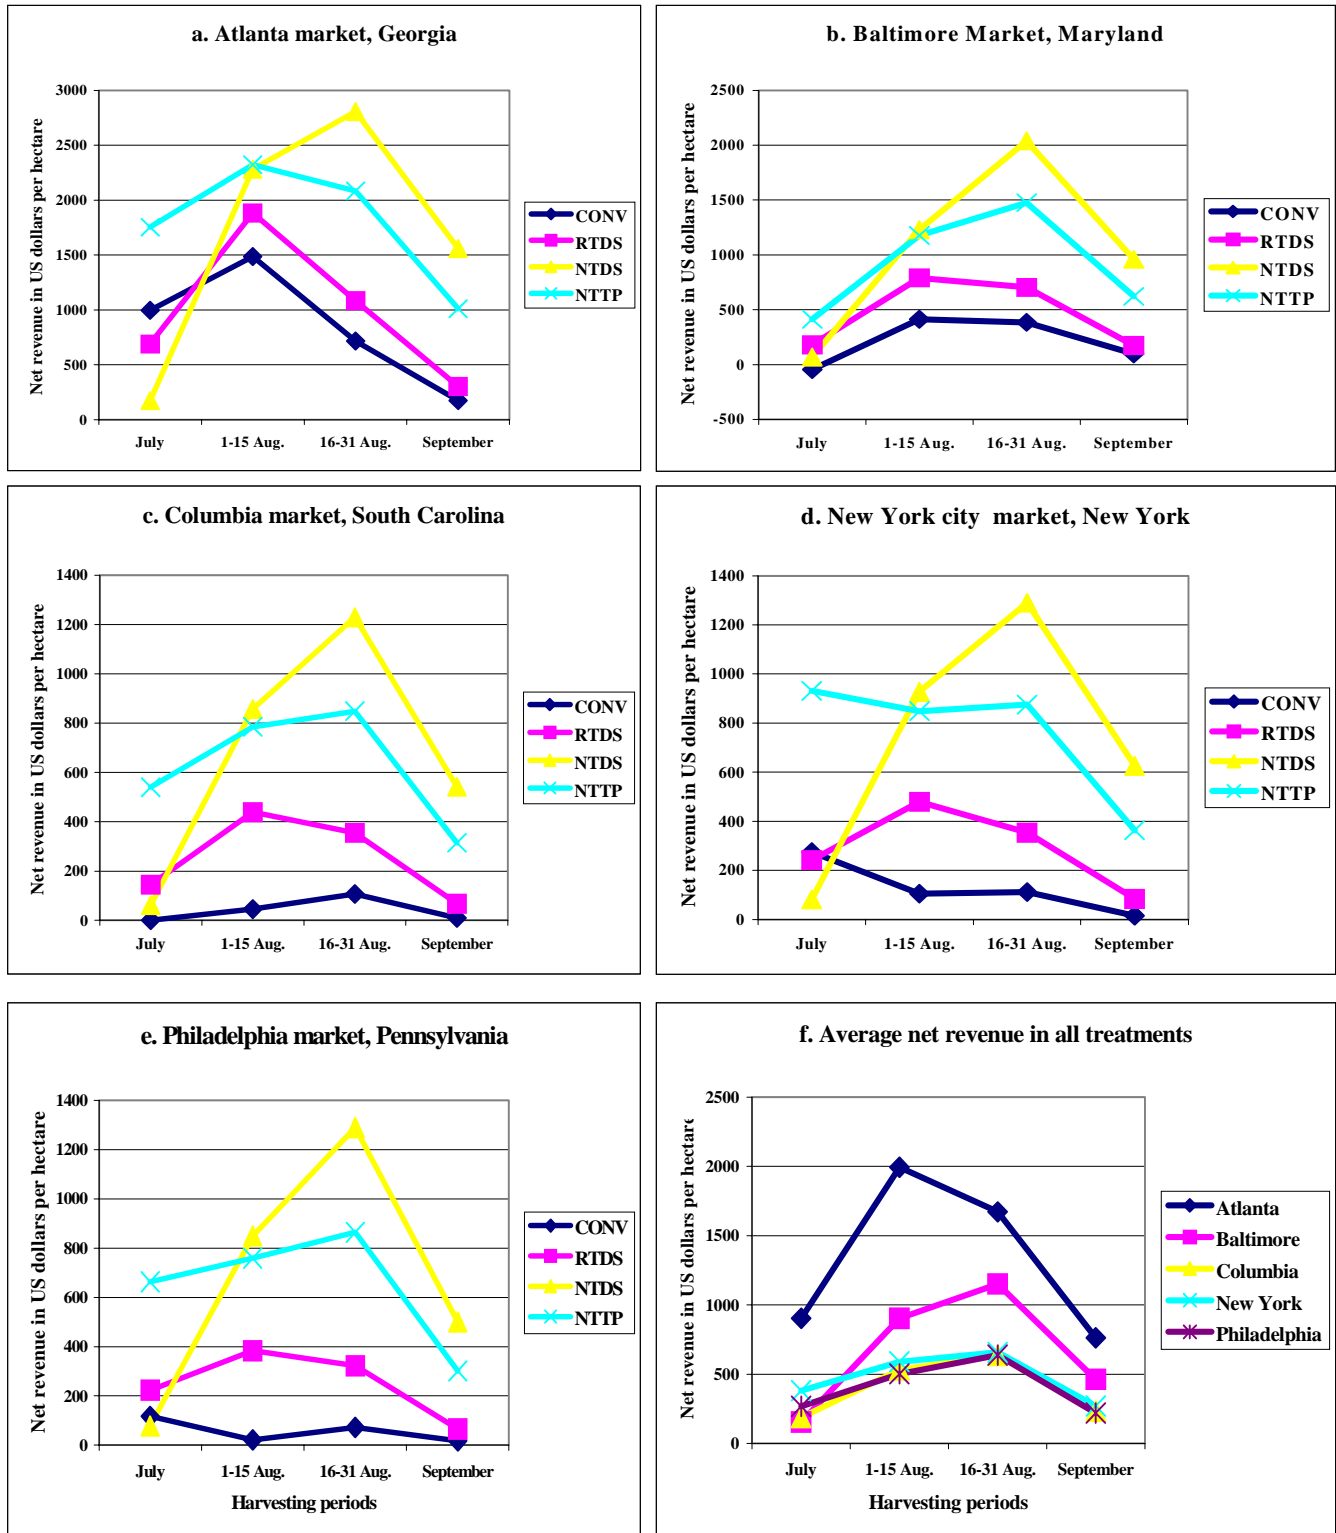 a. Atlanta market, Georgia
Net revenue in US dollars per hectare
3000
2500
2000
1500
1000
500
0
July 1-15 Aug. 16-31 Aug. September
CONV
RTDS
NTDS
NTTP
b. Baltimore Market, Maryland
Net revenue in US dollars per hectare
2500
2000
1500
1000
500
0
-500
July 1-15 Aug. 16-31 Aug. September
CONV
RTDS
NTDS
NTTP
c. Columbia market, South Carolina
Net revenue in US dollars per hectare
1400
1200
1000
800
600
400
200
0
July 1-15 Aug. 16-31 Aug. September
CONV
RTDS
NTDS
NTTP
d. New York city market, New York
Net revenue in US dollars per hectare
1400
1200
1000
800
600
400
200
0
July 1-15 Aug. 16-31 Aug. September
CONV
RTDS
NTDS
NTTP
e. Philadelphia market, Pennsylvania
Net revenue in US dollars per hectare
1400
1200
1000
800
600
400
200
0
July 1-15 Aug. 16-31 Aug. September
Harvesting periods
CONV
RTDS
NTDS
NTTP
f. Average net revenue in all treatments
Net revenue in US dollars per hectare
2500
2000
1500
1000
500
0
July 1-15 Aug. 16-31 Aug. September
Harvesting periods
Atlanta
Baltimore
Columbia
New York
Philadelphia